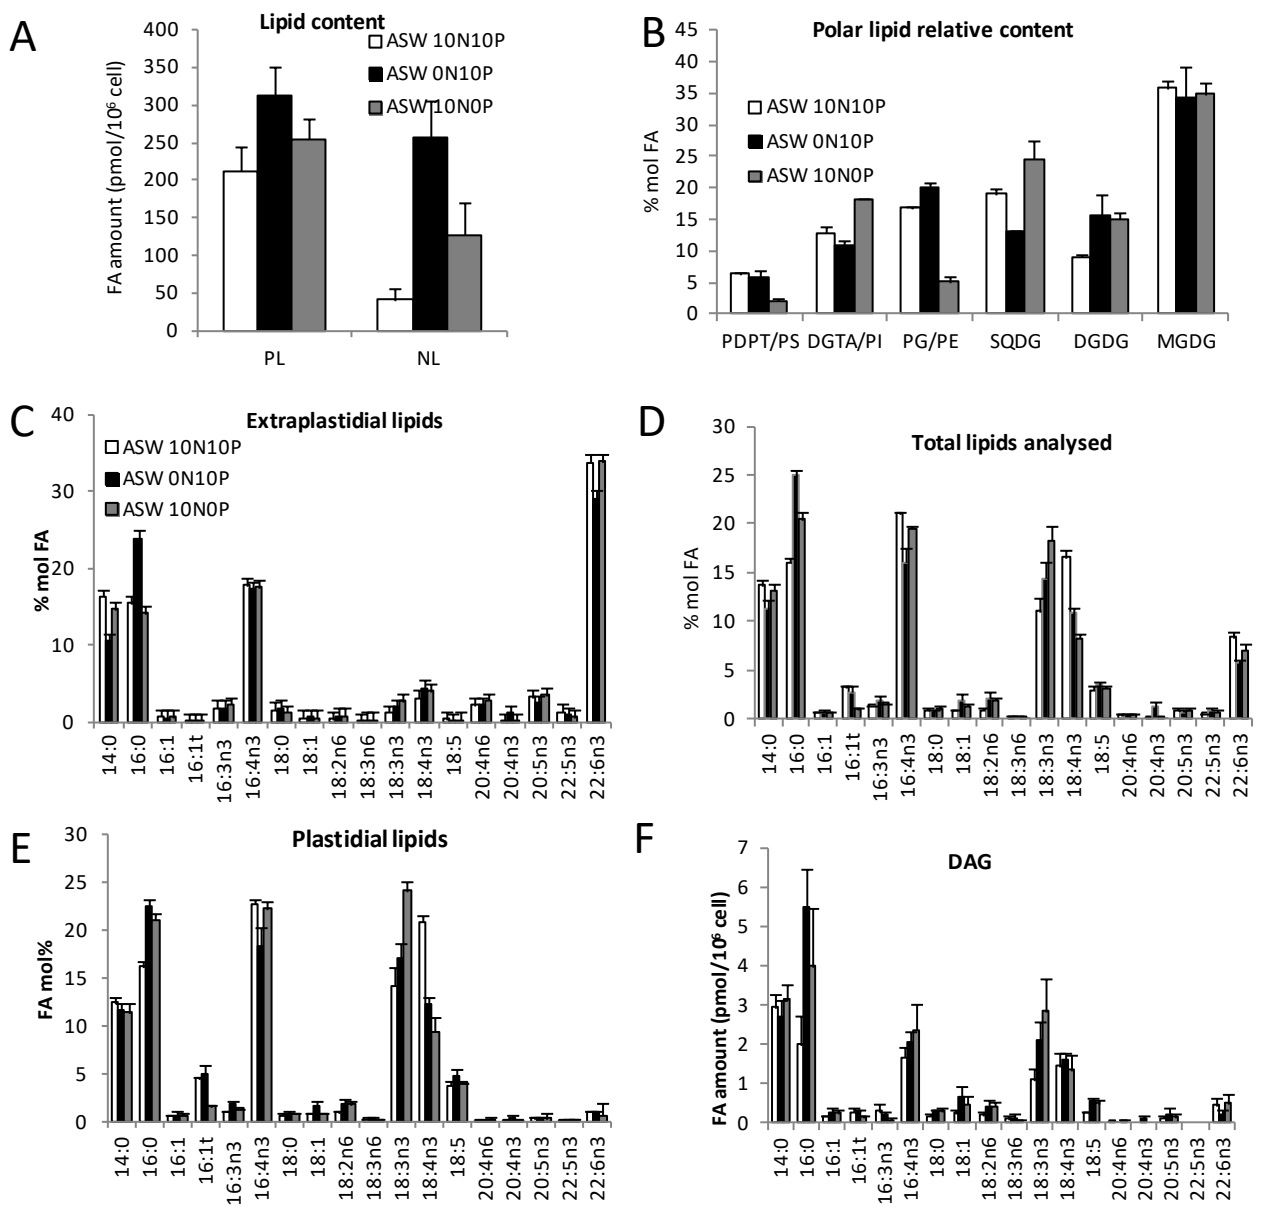 A
Lipid content
FA amount (pmol/10⁶ cell)
400
350
300
250
200
150
100
50
0
ASW 10N10P
ASW 0N10P
ASW 10N0P
PL NL
B
Polar lipid relative content
% mol FA
45
40
35
30
25
20
15
10
5
0
ASW 10N10P
ASW 0N10P
ASW 10N0P
PDPT/PS DGTA/PI PG/PE SQDG DGDG MGDG
C
Extraplastidial lipids
% mol FA
40
30
20
10
0
ASW 10N10P
ASW 0N10P
ASW 10N0P
14:0 16:0 16:1 16:1t 16:3n3 16:4n3 18:0 18:1 18:2n6 18:3n6 18:3n3 18:4n3 18:5 20:4n6 20:4n3 20:5n3 22:5n3 22:6n3
D
Total lipids analysed
% mol FA
30
25
20
15
10
5
0
14:0 16:0 16:1 16:1t 16:3n3 16:4n3 18:0 18:1 18:2n6 18:3n6 18:3n3 18:4n3 18:5 20:4n6 20:4n3 20:5n3 22:5n3 22:6n3
E
Plastidial lipids
FA mol%
30
25
20
15
10
5
0
14:0 16:0 16:1 16:1t 16:3n3 16:4n3 18:0 18:1 18:2n6 18:3n6 18:3n3 18:4n3 18:5 20:4n6 20:4n3 20:5n3 22:5n3 22:6n3
F
DAG
FA amount (pmol/10⁶ cell)
7
6
5
4
3
2
1
0
14:0 16:0 16:1 16:1t 16:3n3 16:4n3 18:0 18:1 18:2n6 18:3n6 18:3n3 18:4n3 18:5 20:4n6 20:4n3 20:5n3 22:5n3 22:6n3